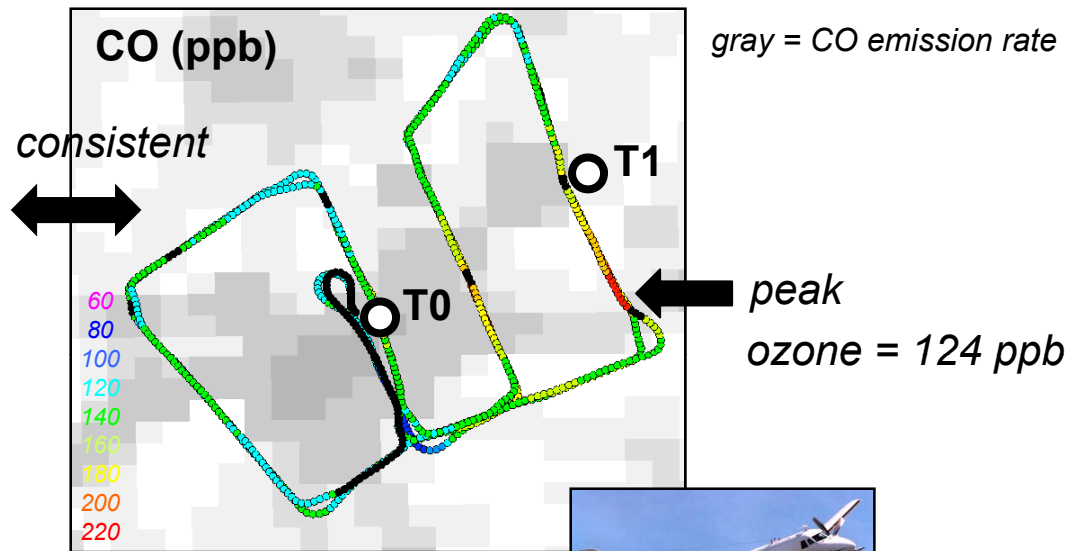 CO (ppb)
gray = CO emission rate
consistent
T1
T0
peak
ozone = 124 ppb
60
80
100
120
140
160
180
200
220